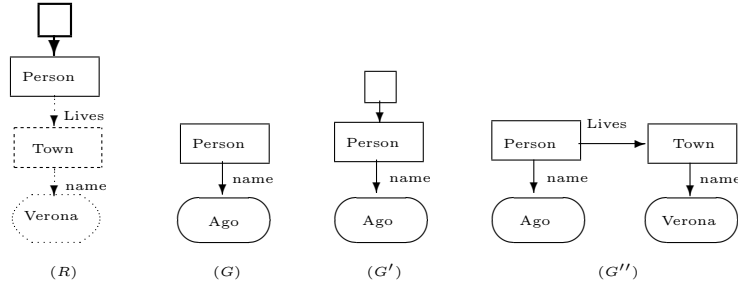 Person
Lives
Town
name
Verona
(R)
Person
name
Ago
(G)
Person
name
Ago
(G′)
Person
Lives
Town
name
name
Ago
Verona
(G″)